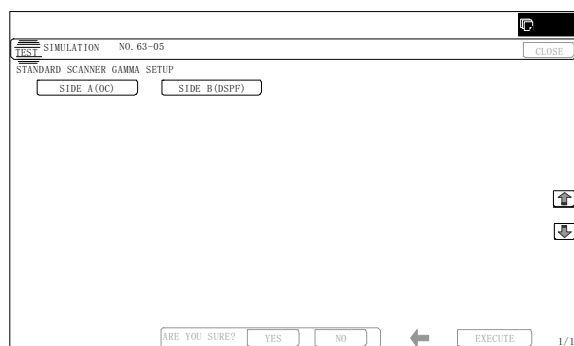 TEST SIMULATION NO. 63-05
CLOSE
STANDARD SCANNER GAMMA SETUP
SIDE A(OC) SIDE B(DSPF)
ARE YOU SURE? YES NO EXECUTE 1/1